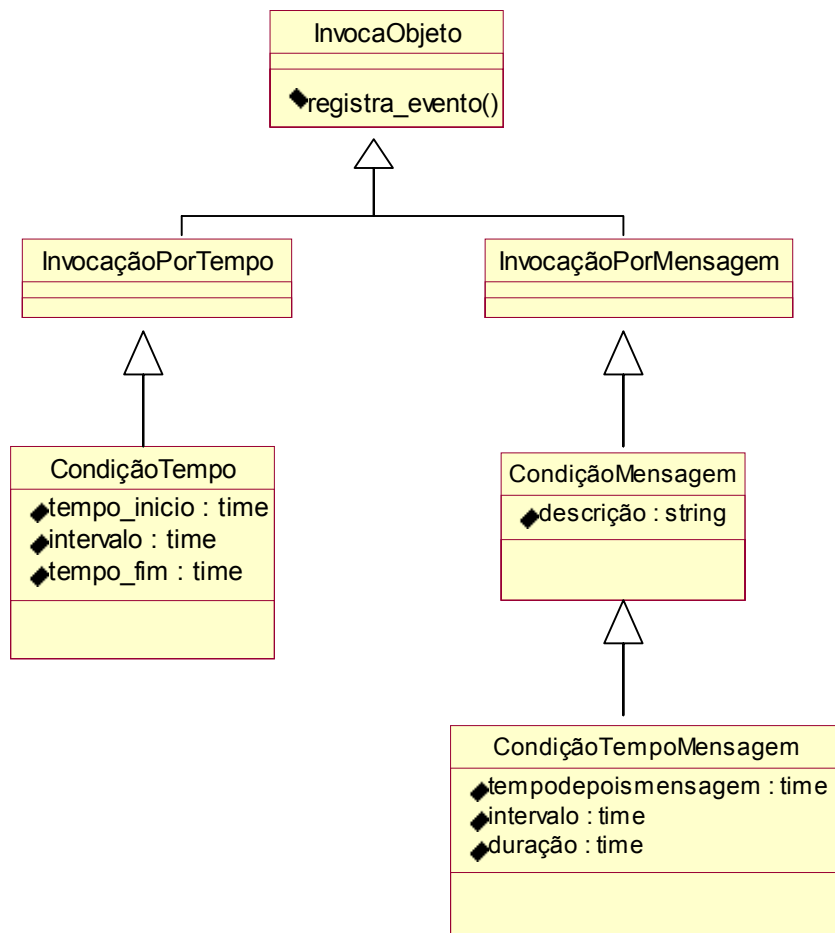 InvocaObjeto
registra_evento()
InvocaçãoPorTempo
InvocaçãoPorMensagem
CondiçãoTempo
tempo_inicio : time
intervalo : time
tempo_fim : time
CondiçãoMensagem
descrição : string
CondiçãoTempoMensagem
tempodepoismensagem : time
intervalo : time
duração : time